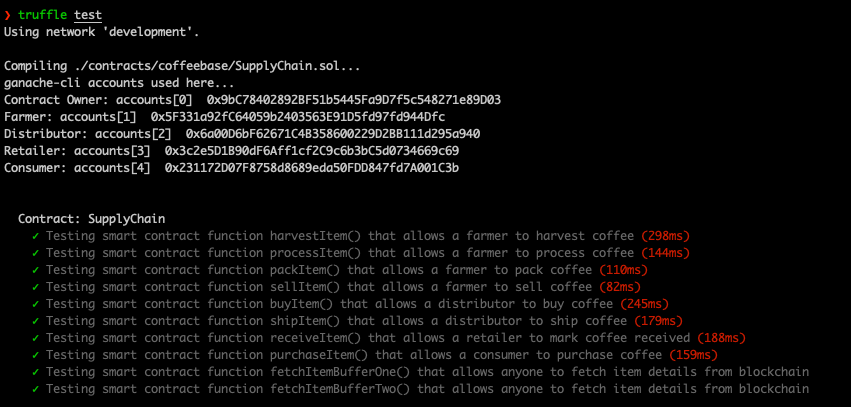 ❯ truffle test
Using network 'development'.
Compiling ./contracts/coffeebase/SupplyChain.sol...
ganache-cli accounts used here...
Contract Owner: accounts[0]  0x9bC78402892BF51b5445Fa9D7f5c548271e89D03
Farmer: accounts[1]  0x5F331a92fC64059b2403563E91D5fd97fd944Dfc
Distributor: accounts[2]  0x6a00D6bF62671C4B358600229D2BB111d295a940
Retailer: accounts[3]  0x3c2e5D1B90dF6Aff1cf2C9c6b3bC5d0734669c69
Consumer: accounts[4]  0x231172D07F8758d8689eda50FDD847fd7A001C3b
Contract: SupplyChain
✓ Testing smart contract function harvestItem() that allows a farmer to harvest coffee (298ms)
✓ Testing smart contract function processItem() that allows a farmer to process coffee (144ms)
✓ Testing smart contract function packItem() that allows a farmer to pack coffee (110ms)
✓ Testing smart contract function sellItem() that allows a farmer to sell coffee (82ms)
✓ Testing smart contract function buyItem() that allows a distributor to buy coffee (245ms)
✓ Testing smart contract function shipItem() that allows a distributor to ship coffee (179ms)
✓ Testing smart contract function receiveItem() that allows a retailer to mark coffee received (188ms)
✓ Testing smart contract function purchaseItem() that allows a consumer to purchase coffee (159ms)
✓ Testing smart contract function fetchItemBufferOne() that allows anyone to fetch item details from blockchain
✓ Testing smart contract function fetchItemBufferTwo() that allows anyone to fetch item details from blockchain